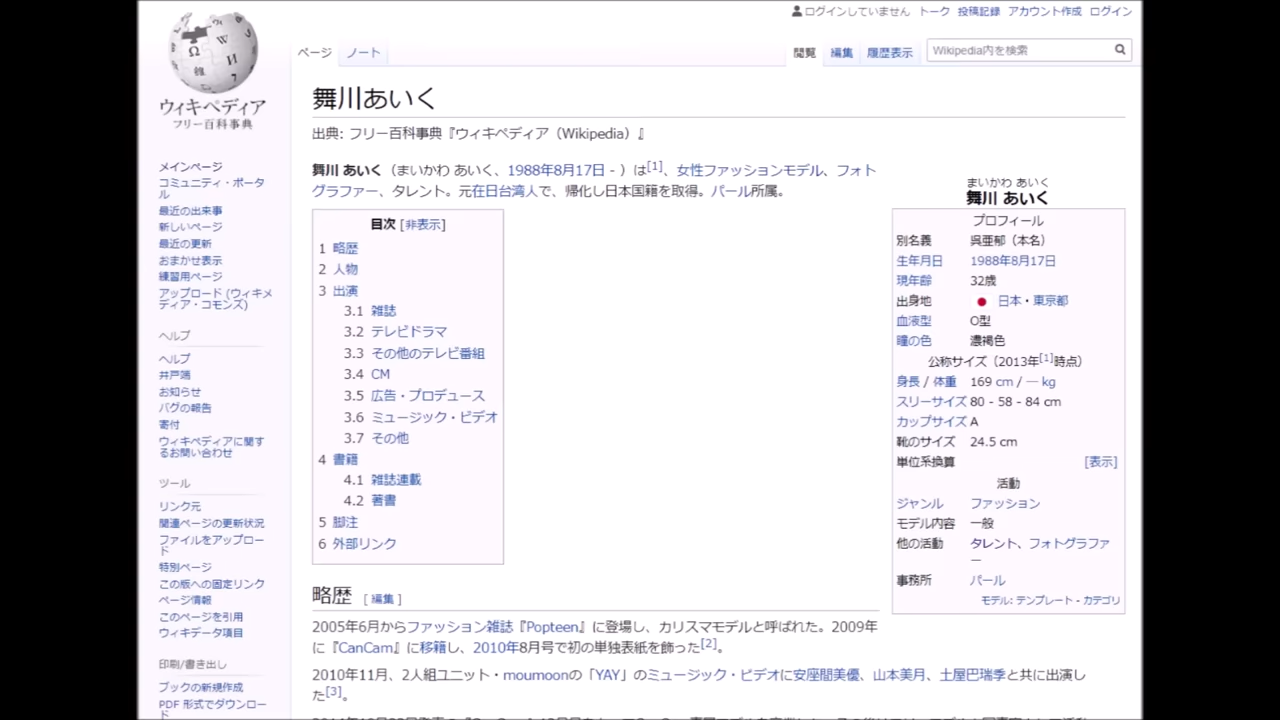 ログインしていません トーク 投稿記録 アカウント作成 ログイン
ページ ノート 閲覧 編集 履歴表示 Wikipedia内を検索
ウィキペディア
フリー百科事典
メインページ
コミュニティ・ポータ
ル
最近の出来事
新しいページ
最近の更新
おまかせ表示
練習用ページ
アップロード (ウィキメ
ディア・コモンズ)
ヘルプ
ヘルプ
井戸端
お知らせ
バグの報告
寄付
ウィキペディアに関す
るお問い合わせ
ツール
リンク元
関連ページの更新状況
ファイルをアップロー
ド
特別ページ
この版への固定リンク
ページ情報
このページを引用
ウィキデータ項目
印刷/書き出し
ブックの新規作成
PDF 形式でダウンロー
ド
舞川あいく
出典: フリー百科事典『ウィキペディア（Wikipedia）』
舞川 あいく（まいかわ あいく、1988年8月17日 - ）は[1]、女性ファッションモデル、フォト
グラファー、タレント。元在日台湾人で、帰化し日本国籍を取得。パール所属。
目次 [非表示]
1 略歴
2 人物
3 出演
3.1 雑誌
3.2 テレビドラマ
3.3 その他のテレビ番組
3.4 CM
3.5 広告・プロデュース
3.6 ミュージック・ビデオ
3.7 その他
4 書籍
4.1 雑誌連載
4.2 著書
5 脚注
6 外部リンク
まいかわ あいく
舞川 あいく
プロフィール
別名義 呉亜郁（本名）
生年月日 1988年8月17日
現年齢 32歳
出身地 日本・東京都
血液型 O型
瞳の色 濃褐色
公称サイズ（2013年[1]時点）
身長 / 体重 169 cm / ― kg
スリーサイズ 80 - 58 - 84 cm
カップサイズ A
靴のサイズ 24.5 cm
単位系換算 [表示]
活動
ジャンル ファッション
モデル内容 一般
他の活動 タレント、フォトグラファ
ー
事務所 パール
モデル: テンプレート - カテゴリ
略歴 [ 編集 ]
2005年6月からファッション雑誌『Popteen』に登場し、カリスマモデルと呼ばれた。2009年
に『CanCam』に移籍し、2010年8月号で初の単独表紙を飾った[2]。
2010年11月、2人組ユニット・moumoonの「YAY」のミュージック・ビデオに安座間美優、山本美月、土屋巴瑞季と共に出演し
た[3]。